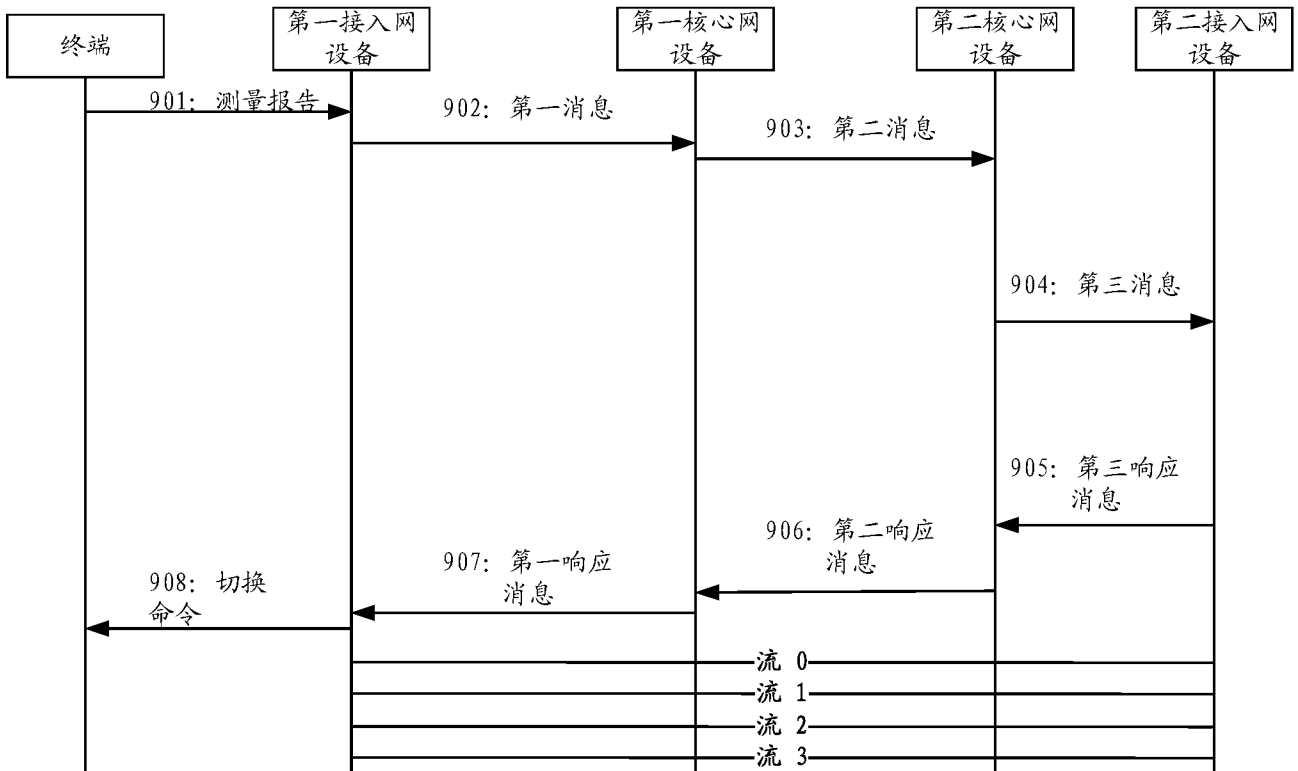 终端
第一接入网
设备
第一核心网
设备
第二核心网
设备
第二接入网
设备
901: 测量报告
902: 第一消息
903: 第二消息
904: 第三消息
905: 第三响应
消息
906: 第二响应
消息
907: 第一响应
消息
908: 切换
命令
流 0
流 1
流 2
流 3